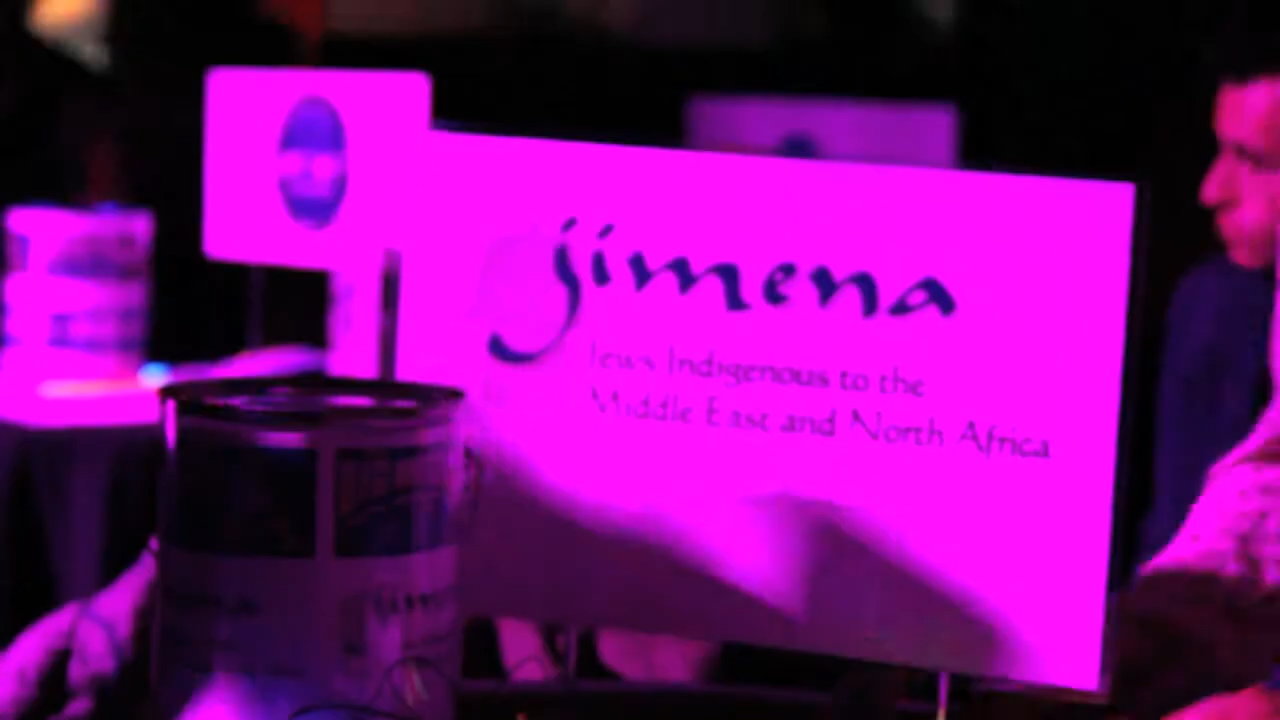 jimena
Jews Indigenous to the
Middle East and North Africa